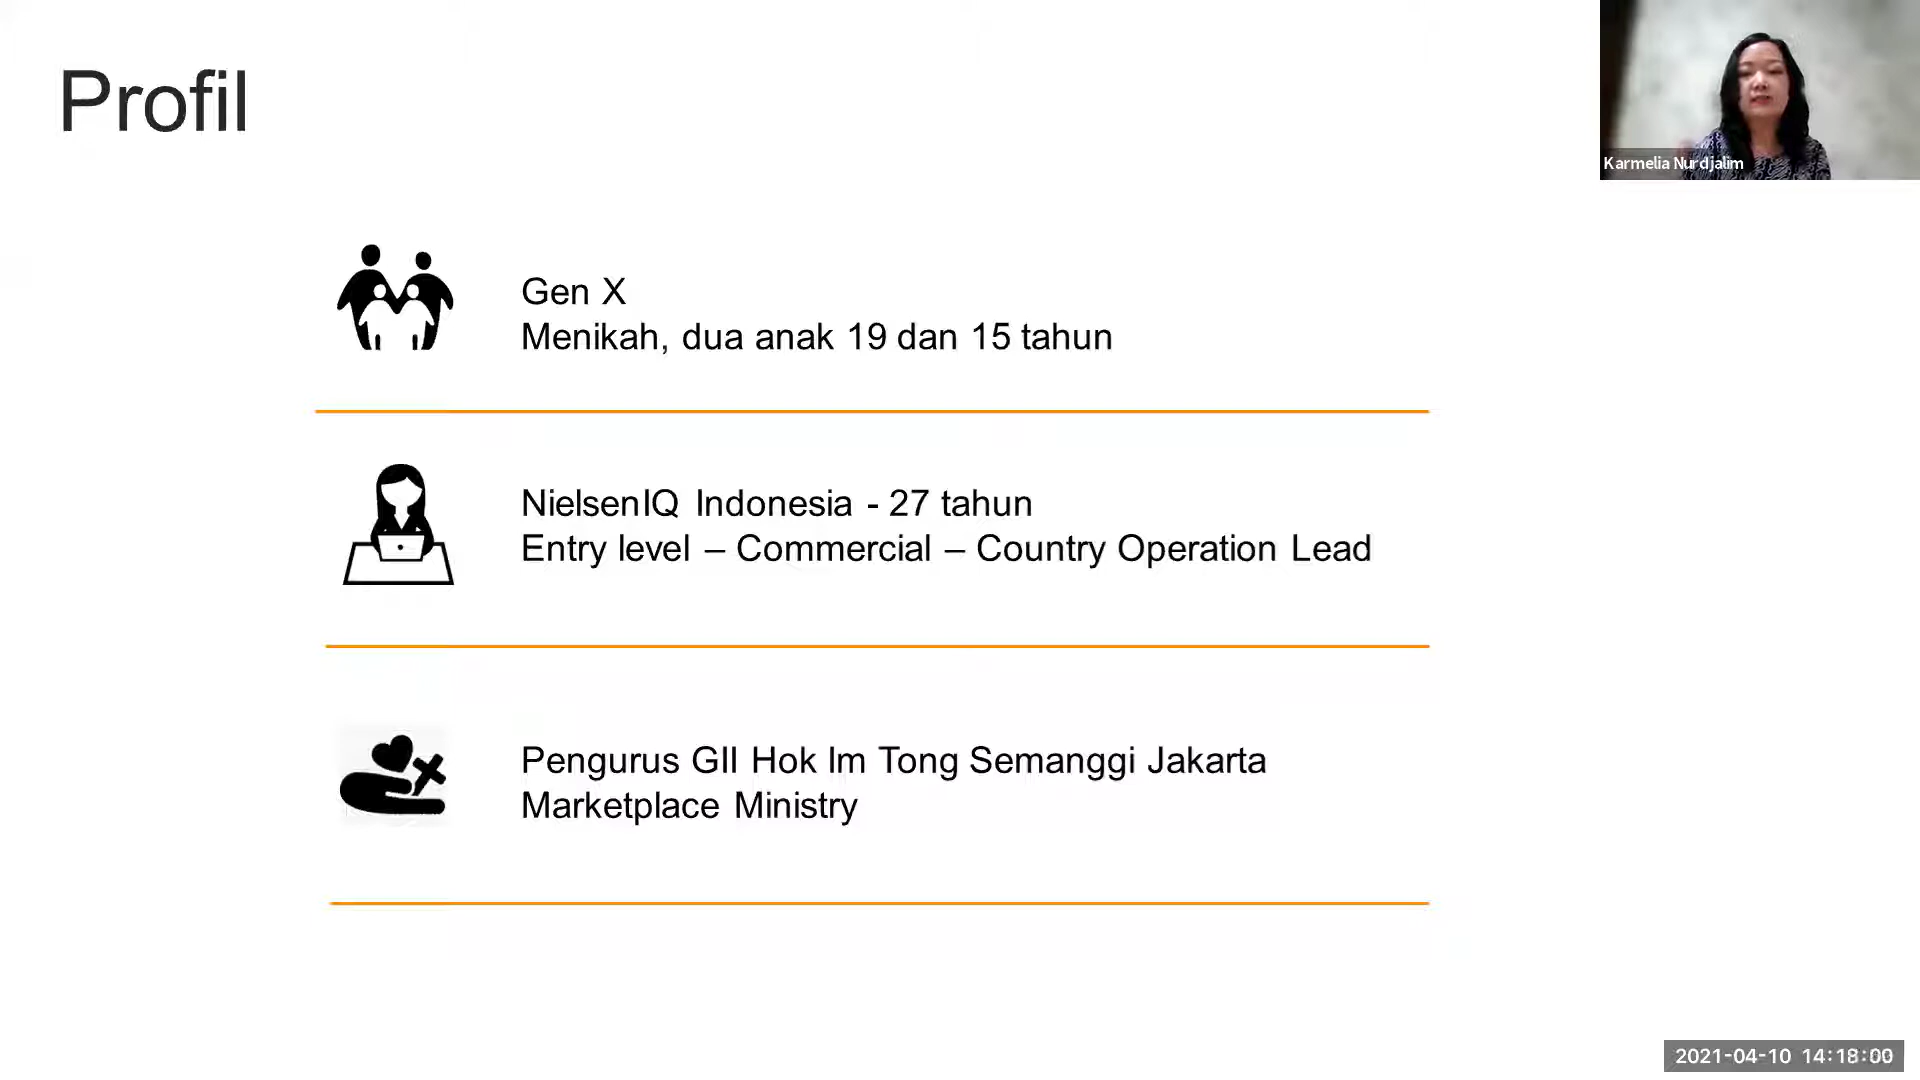 Profil
Karmelia Nurdjalim
Gen X
Menikah, dua anak 19 dan 15 tahun
NielsenIQ Indonesia - 27 tahun
Entry level – Commercial – Country Operation Lead
Pengurus GII Hok Im Tong Semanggi Jakarta
Marketplace Ministry
2021-04-10 14:18:00